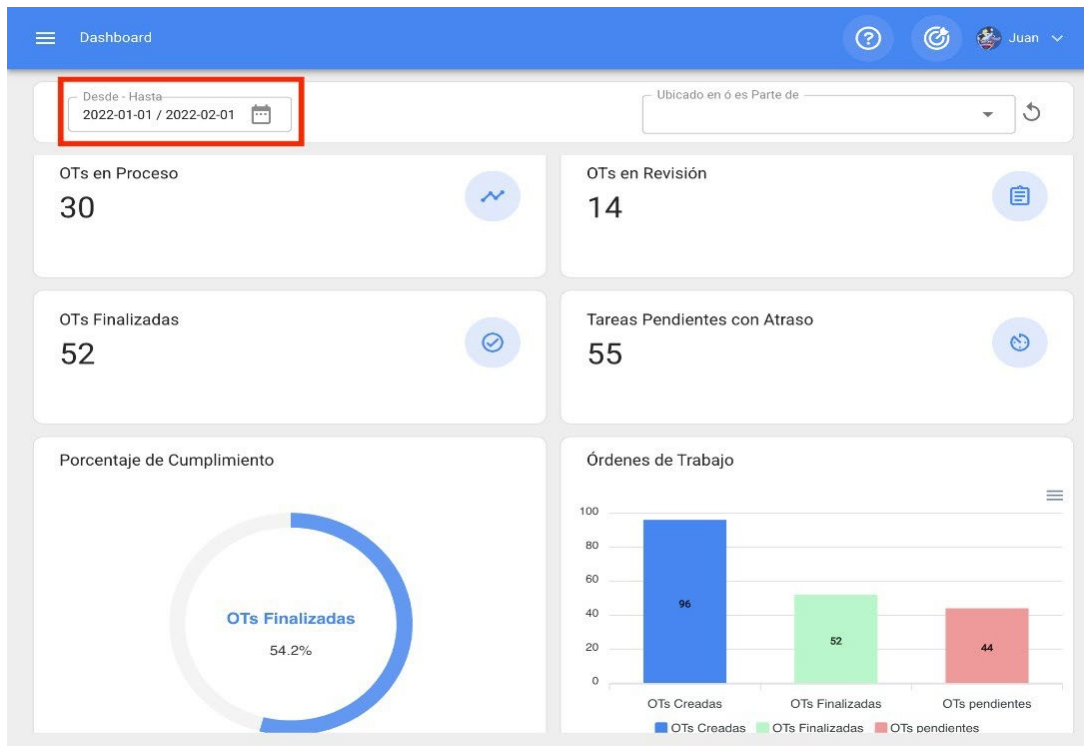 Dashboard
Juan
Desde - Hasta
2022-01-01 / 2022-02-01
Ubicado en ó es Parte de
OTs en Proceso
30
OTs en Revisión
14
OTs Finalizadas
52
Tareas Pendientes con Atraso
55
Porcentaje de Cumplimiento
OTs Finalizadas
54.2%
Órdenes de Trabajo
100
80
60
40
20
0
96
52
44
OTs Creadas
OTs Finalizadas
OTs pendientes
OTs Creadas
OTs Finalizadas
OTs pendientes